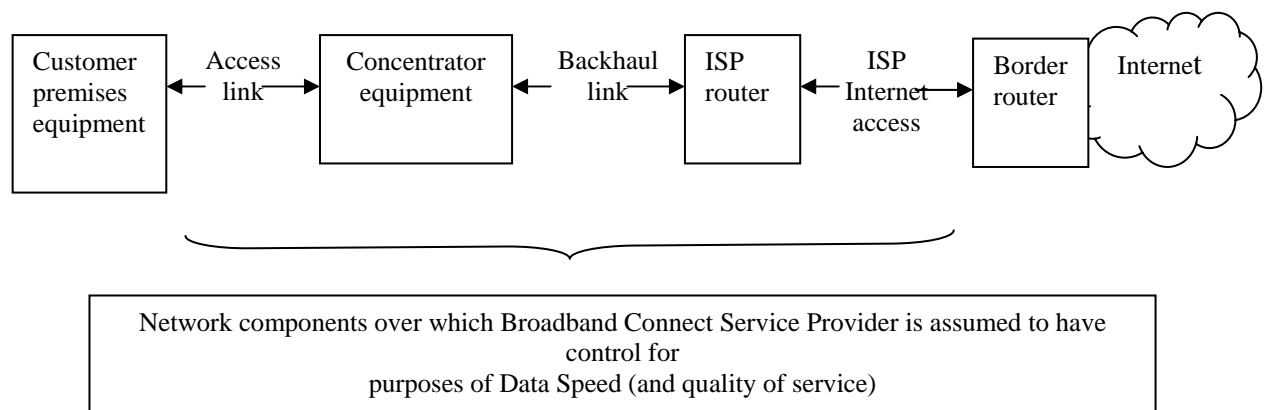 Customer
premises
equipment
Access
link
Concentrator
equipment
Backhaul
link
ISP
router
ISP
Internet
access
Border
router
Internet
Network components over which Broadband Connect Service Provider is assumed to have
control for
purposes of Data Speed (and quality of service)